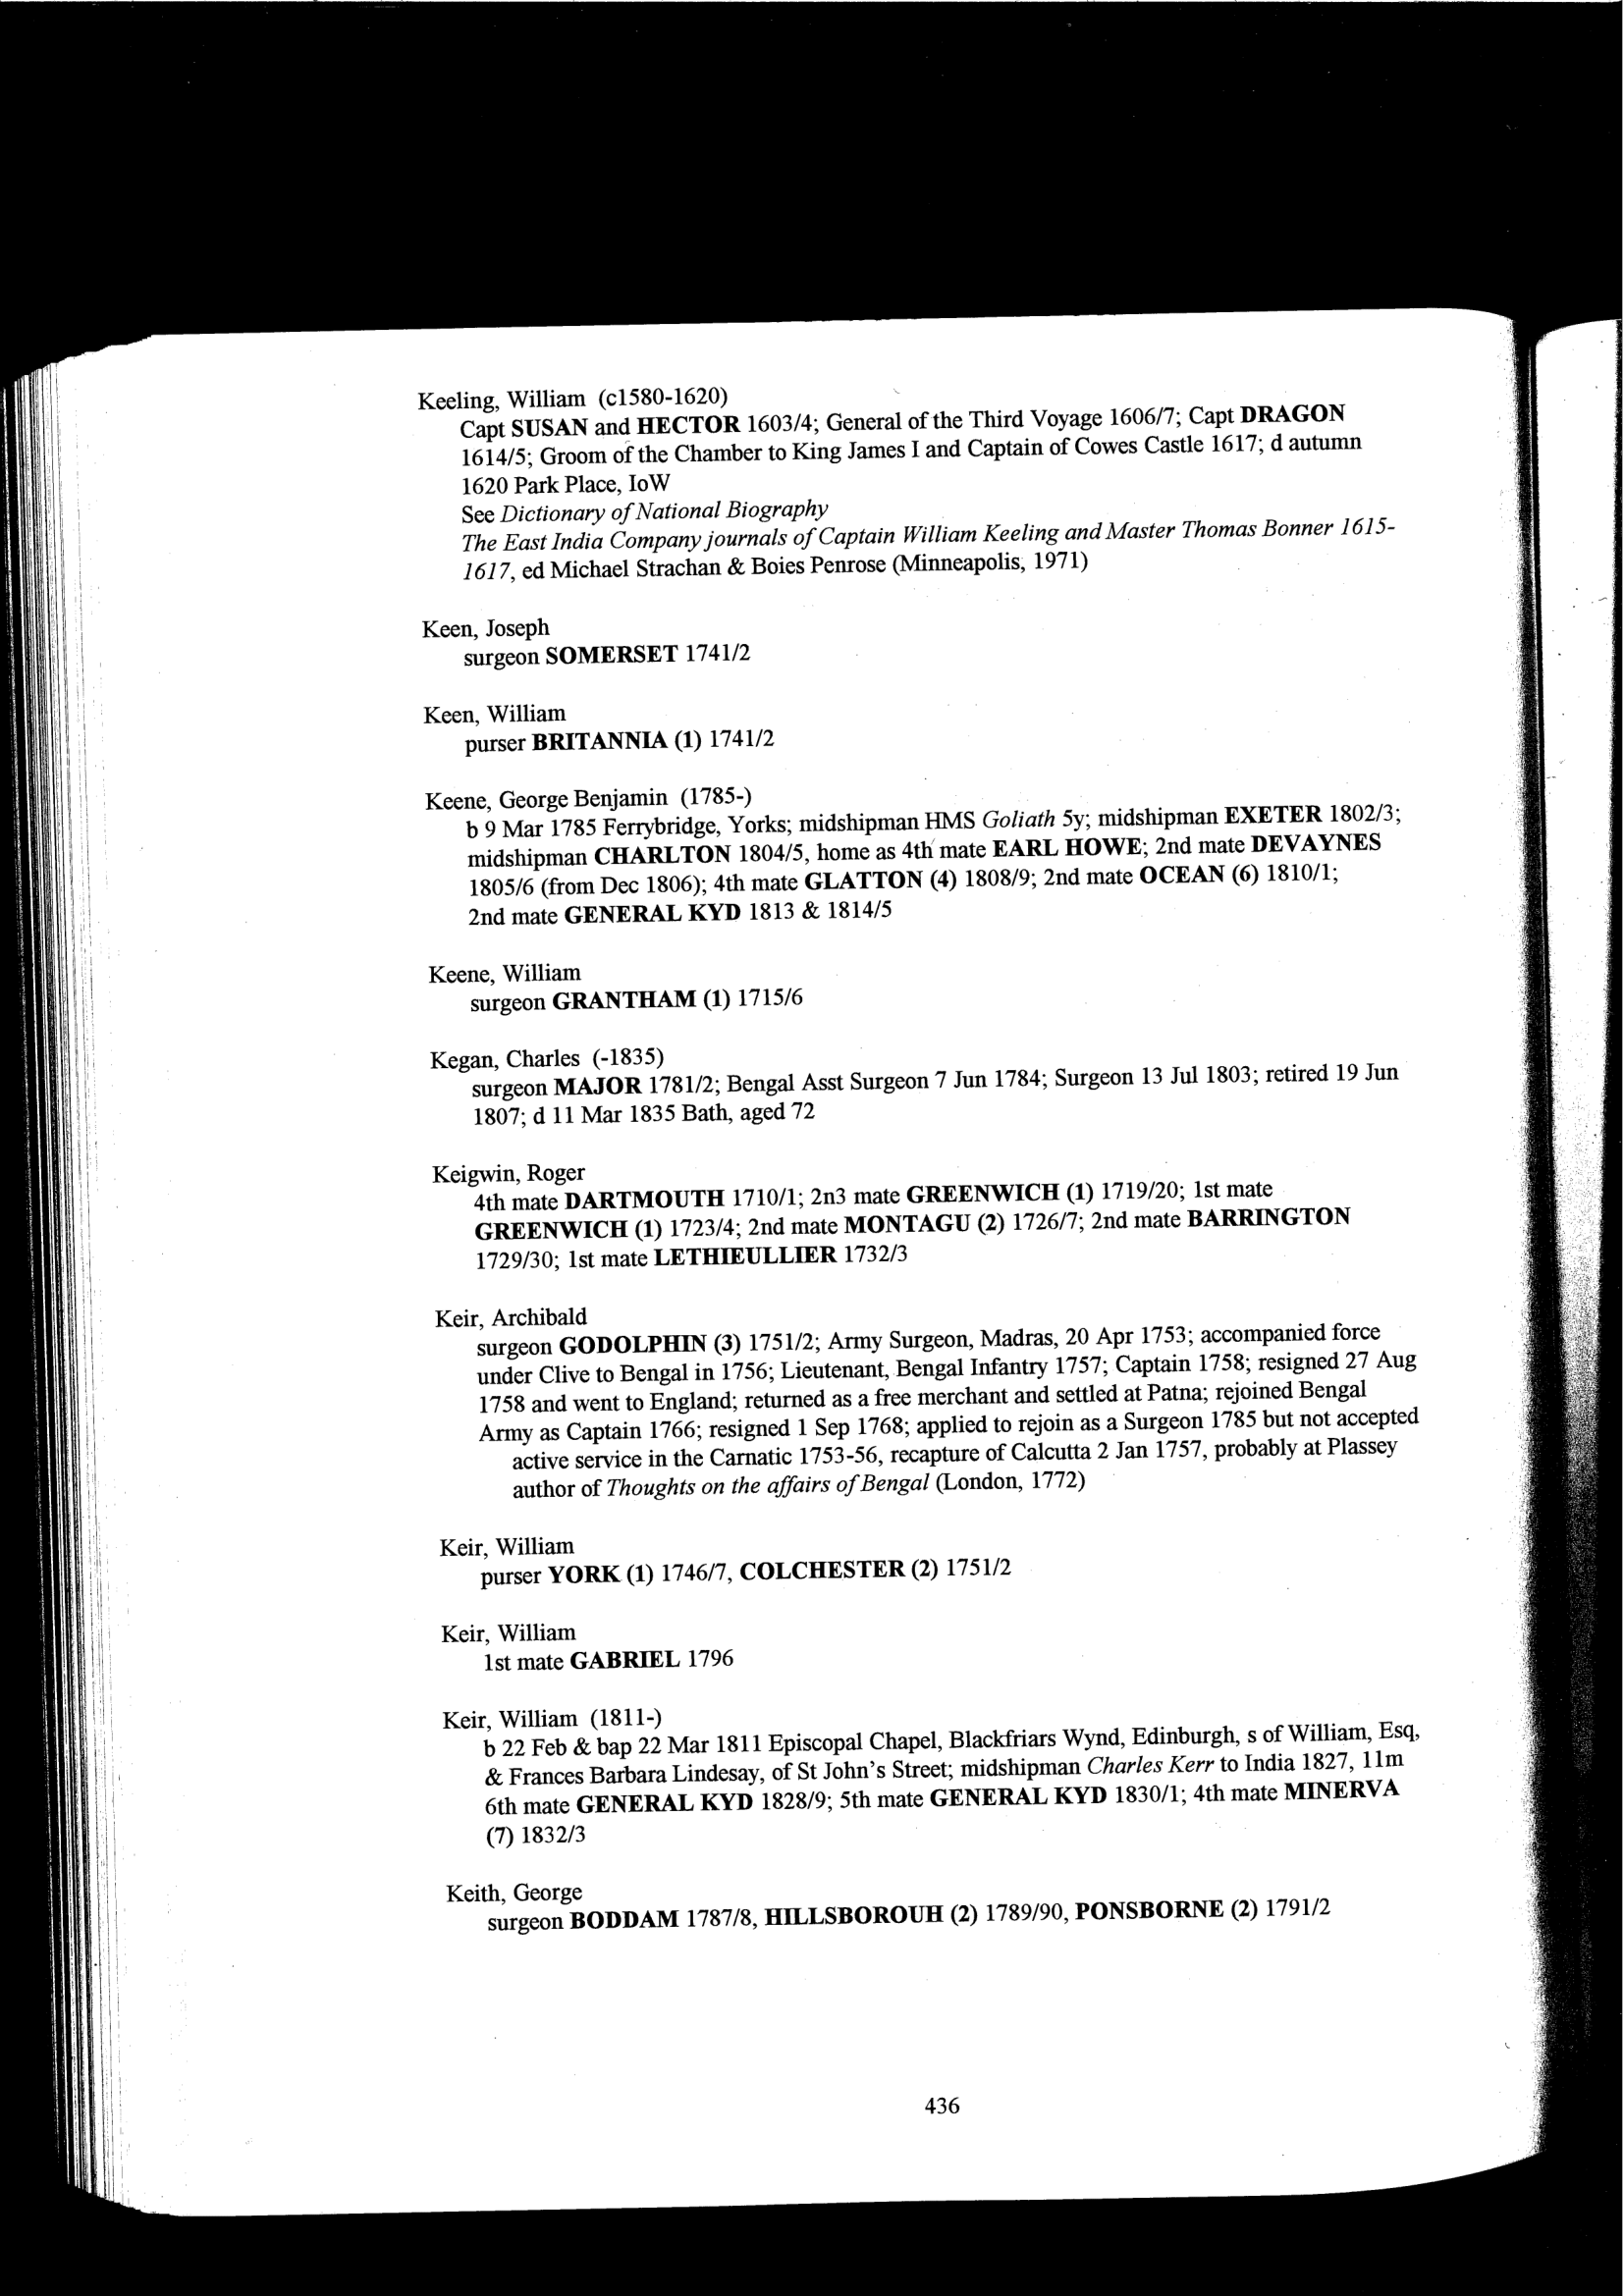 Keeling, William (c1580-1620)
Capt SUSAN and HECTOR 1603/4; General of the Third Voyage 1606/7; Capt DRAGON
1614/5; Groom of the Chamber to King James I and Captain of Cowes Castle 1617; d autumn
1620 Park Place, IoW
See Dictionary of National Biography
The East India Company journals of Captain William Keeling and Master Thomas Bonner 1615-
1617, ed Michael Strachan & Boies Penrose (Minneapolis, 1971)
Keen, Joseph
surgeon SOMERSET 1741/2
Keen, William
purser BRITANNIA (1) 1741/2
Keene, George Benjamin (1785-)
b 9 Mar 1785 Ferrybridge, Yorks; midshipman HMS Goliath 5y; midshipman EXETER 1802/3;
midshipman CHARLTON 1804/5, home as 4th mate EARL HOWE; 2nd mate DEVAYNES
1805/6 (from Dec 1806); 4th mate GLATTON (4) 1808/9; 2nd mate OCEAN (6) 1810/1;
2nd mate GENERAL KYD 1813 & 1814/5
Keene, William
surgeon GRANTHAM (1) 1715/6
Kegan, Charles (-1835)
surgeon MAJOR 1781/2; Bengal Asst Surgeon 7 Jun 1784; Surgeon 13 Jul 1803; retired 19 Jun
1807; d 11 Mar 1835 Bath, aged 72
Keigwin, Roger
4th mate DARTMOUTH 1710/1; 2n3 mate GREENWICH (1) 1719/20; 1st mate
GREENWICH (1) 1723/4; 2nd mate MONTAGU (2) 1726/7; 2nd mate BARRINGTON
1729/30; 1st mate LETHIEULLIER 1732/3
Keir, Archibald
surgeon GODOLPHIN (3) 1751/2; Army Surgeon, Madras, 20 Apr 1753; accompanied force
under Clive to Bengal in 1756; Lieutenant, Bengal Infantry 1757; Captain 1758; resigned 27 Aug
1758 and went to England; returned as a free merchant and settled at Patna; rejoined Bengal
Army as Captain 1766; resigned 1 Sep 1768; applied to rejoin as a Surgeon 1785 but not accepted
active service in the Carnatic 1753-56, recapture of Calcutta 2 Jan 1757, probably at Plassey
author of Thoughts on the affairs of Bengal (London, 1772)
Keir, William
purser YORK (1) 1746/7, COLCHESTER (2) 1751/2
Keir, William
1st mate GABRIEL 1796
Keir, William (1811-)
b 22 Feb & bap 22 Mar 1811 Episcopal Chapel, Blackfriars Wynd, Edinburgh, s of William, Esq,
& Frances Barbara Lindesay, of St John's Street; midshipman Charles Kerr to India 1827, 11m
6th mate GENERAL KYD 1828/9; 5th mate GENERAL KYD 1830/1; 4th mate MINERVA
(7) 1832/3
Keith, George
surgeon BODDAM 1787/8, HILLSBOROUH (2) 1789/90, PONSBORNE (2) 1791/2
436